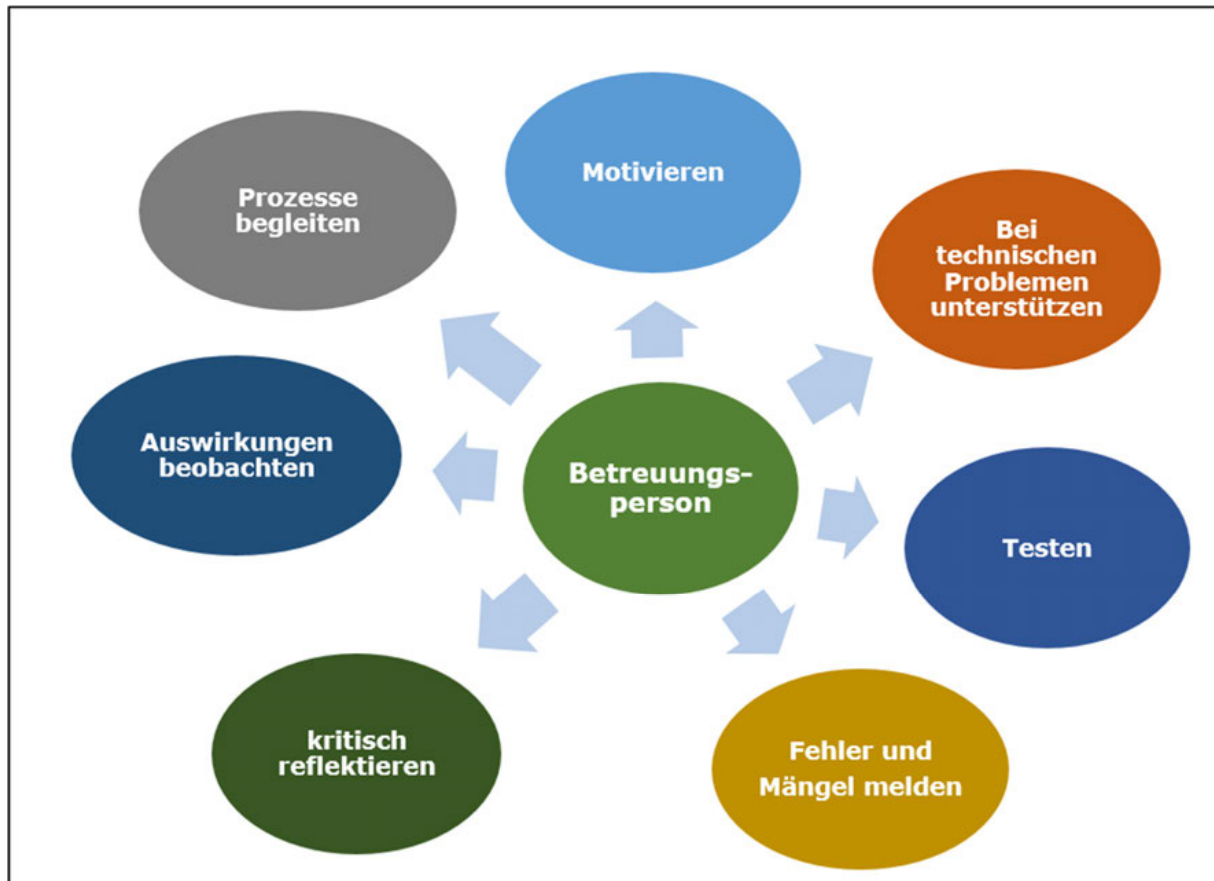 Motivieren
Prozesse
begleiten
Bei
technischen
Problemen
unterstützen
Auswirkungen
beobachten
Betreuungs-
person
Testen
kritisch
reflektieren
Fehler und
Mängel melden